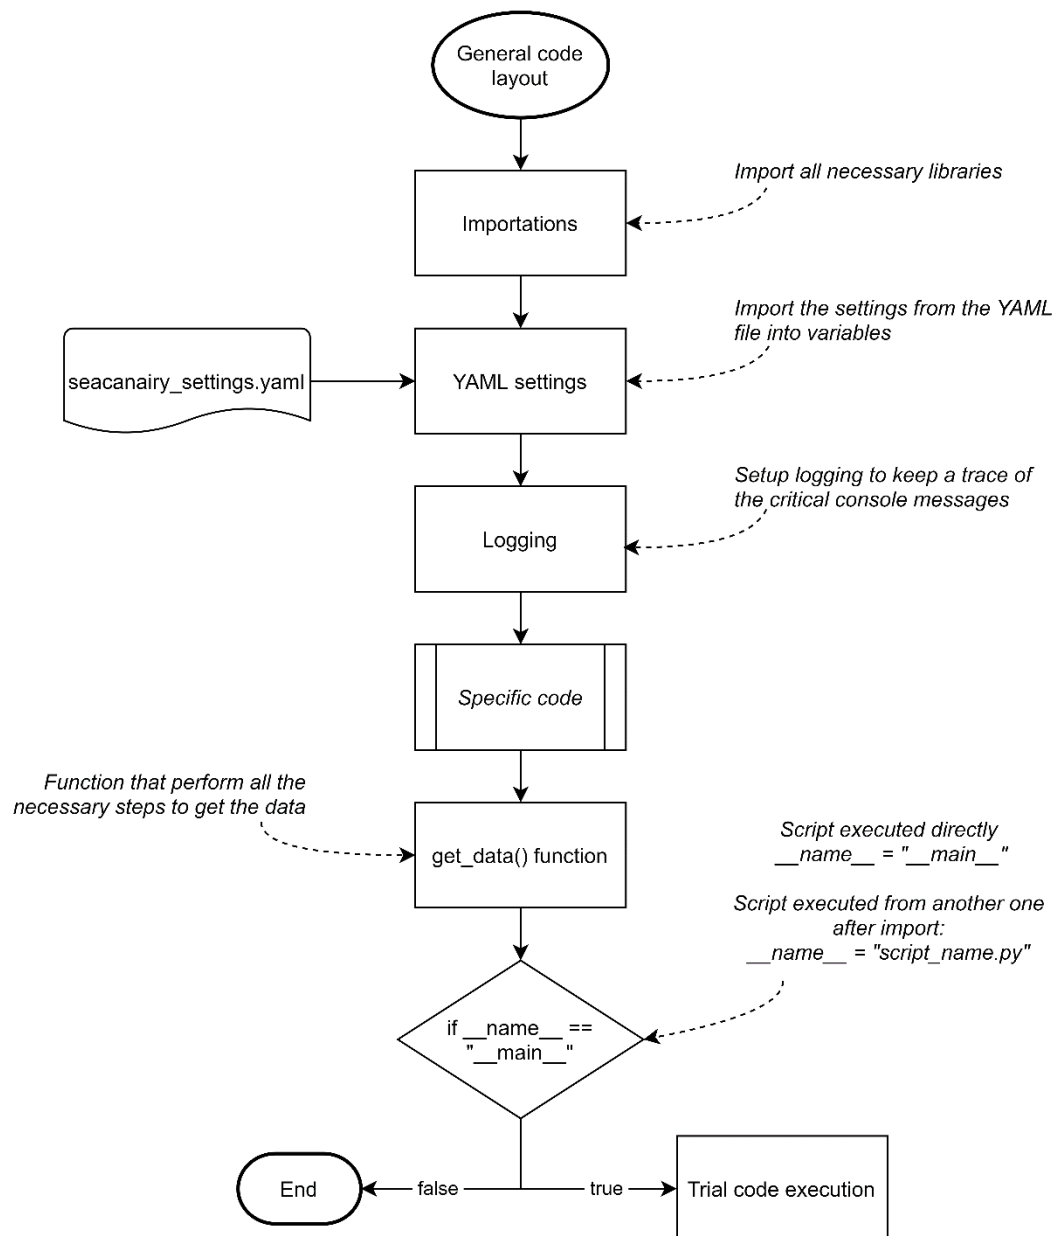 General code
layout
Import all necessary libraries
Importations
Import the settings from the YAML
file into variables
seacanairy_settings.yaml
YAML settings
Setup logging to keep a trace of
the critical console messages
Logging
Specific code
Function that perform all the
necessary steps to get the data
get_data() function
Script executed directly
__name__ = "__main__"
Script executed from another one
after import:
__name__ = "script_name.py"
if __name__ ==
"__main__"
End
false
true
Trial code execution